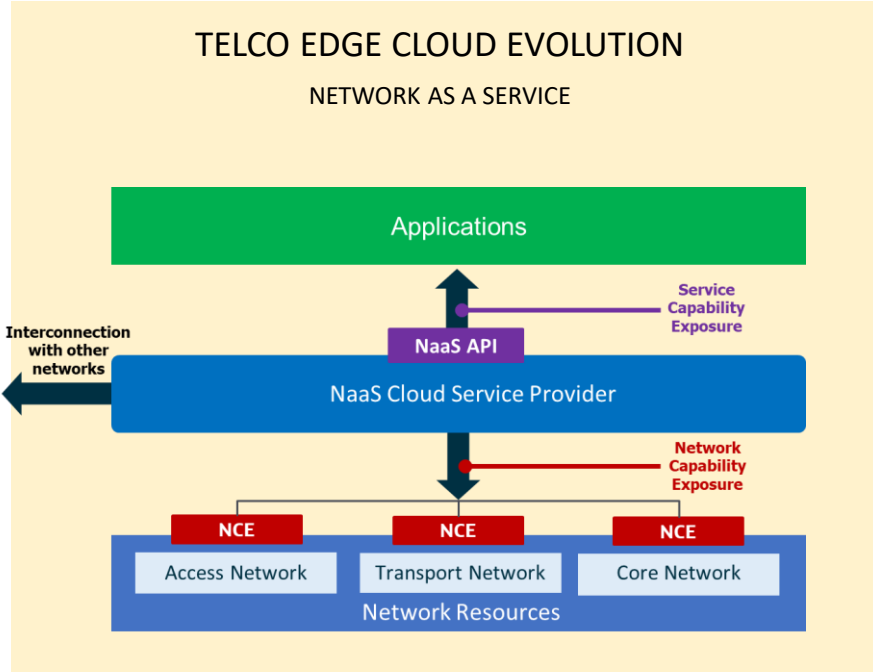 TELCO EDGE CLOUD EVOLUTION
NETWORK AS A SERVICE
Applications
Service
Capability
Exposure
Interconnection
with other
networks
NaaS API
NaaS Cloud Service Provider
Network
Capability
Exposure
NCE
NCE
NCE
Access Network
Transport Network
Core Network
Network Resources